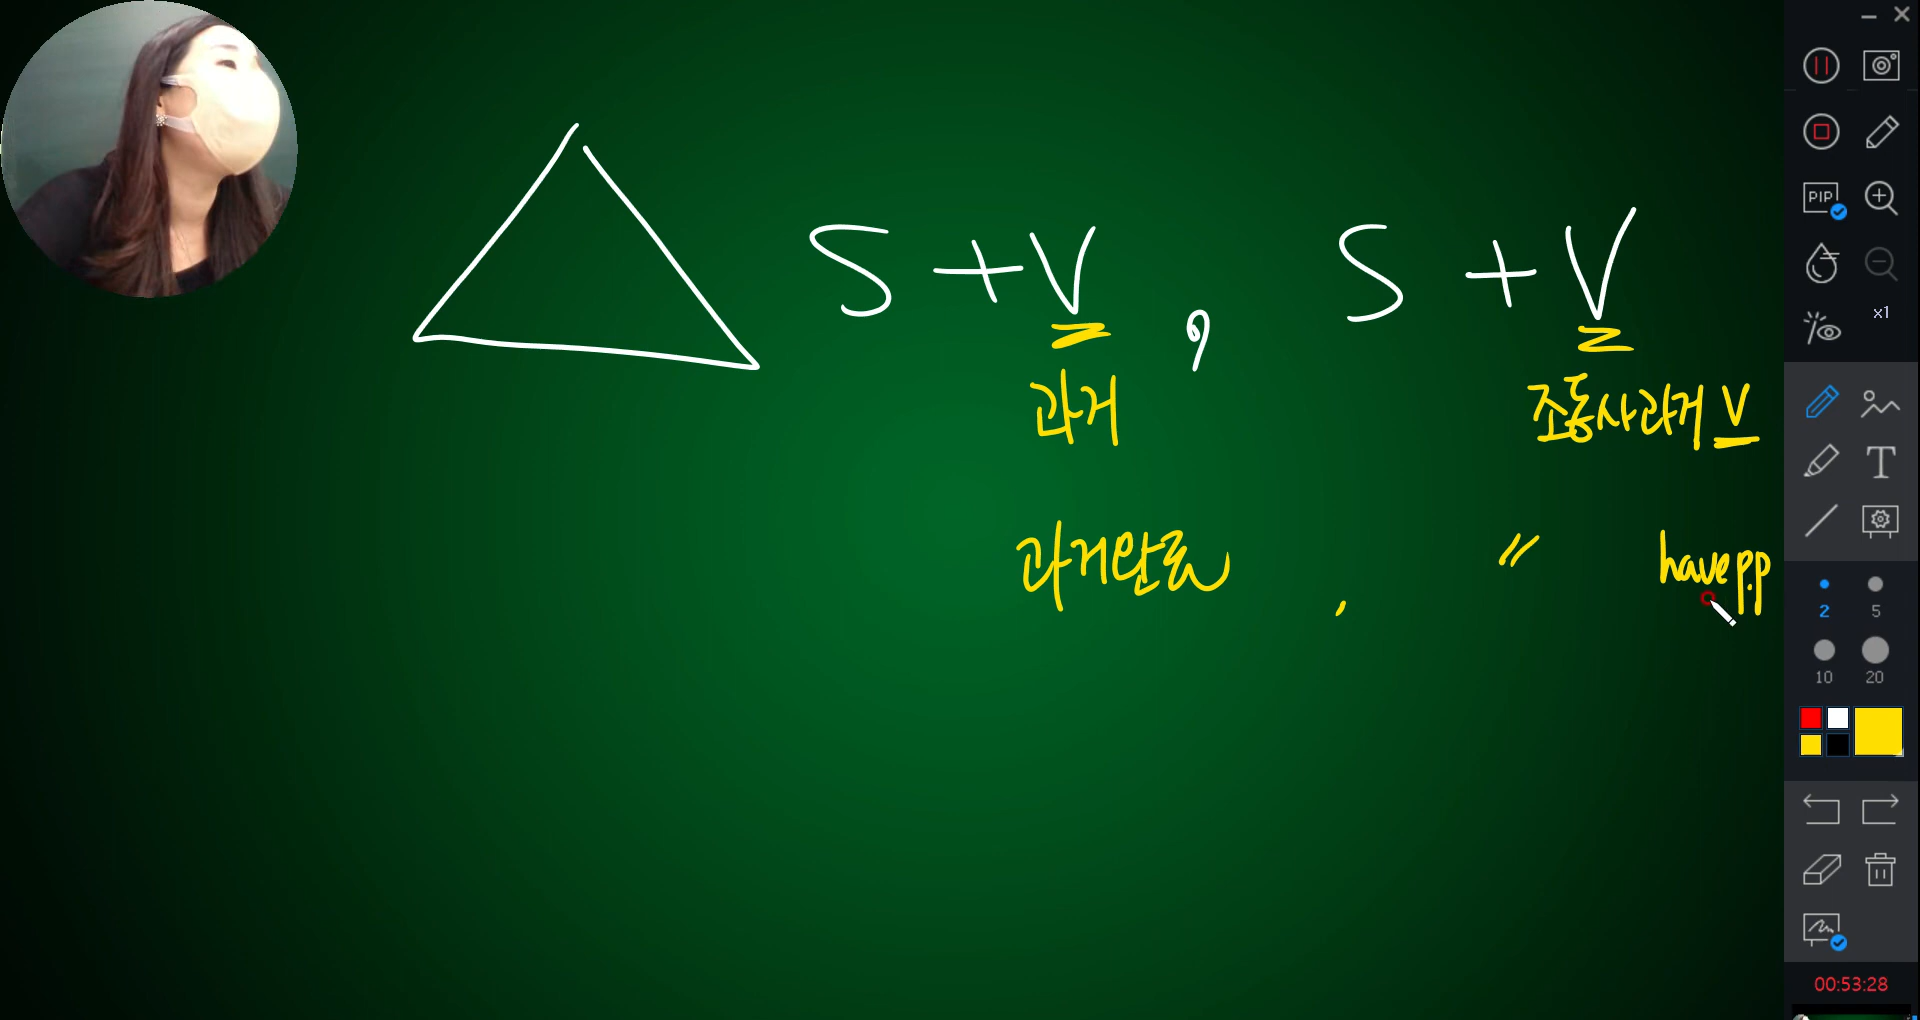 S + V , S + V
과거 조동사과거 V
과거완료 , 〃 have p.p
PIP
x1
T
2 5
10 20
00:53:28